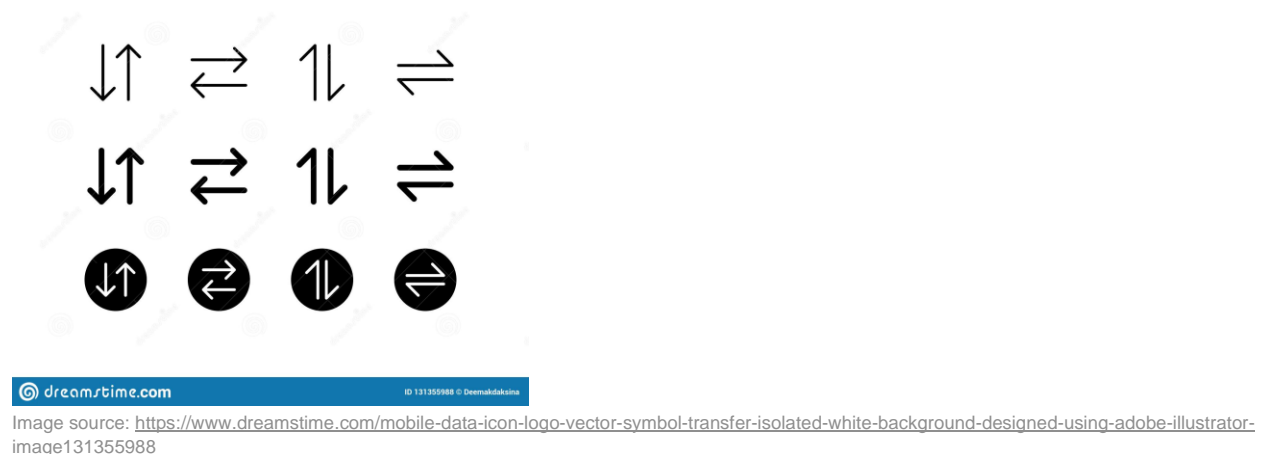 dreamstime.com
ID 131355988 © Deemakdaksina
Image source: https://www.dreamstime.com/mobile-data-icon-logo-vector-symbol-transfer-isolated-white-background-designed-using-adobe-illustrator-
image131355988